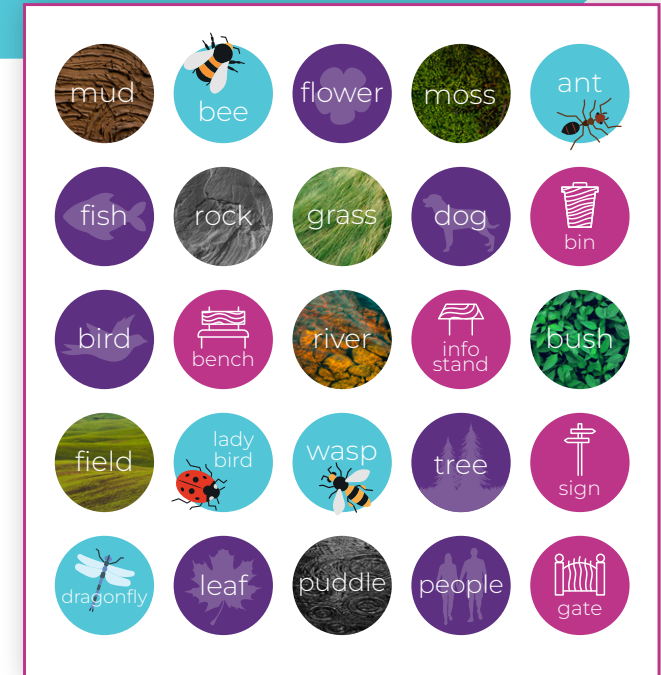 mud
bee
flower
moss
ant
fish
rock
grass
dog
bin
bird
bench
river
info
stand
bush
field
lady
bird
wasp
tree
sign
dragonfly
leaf
puddle
people
gate